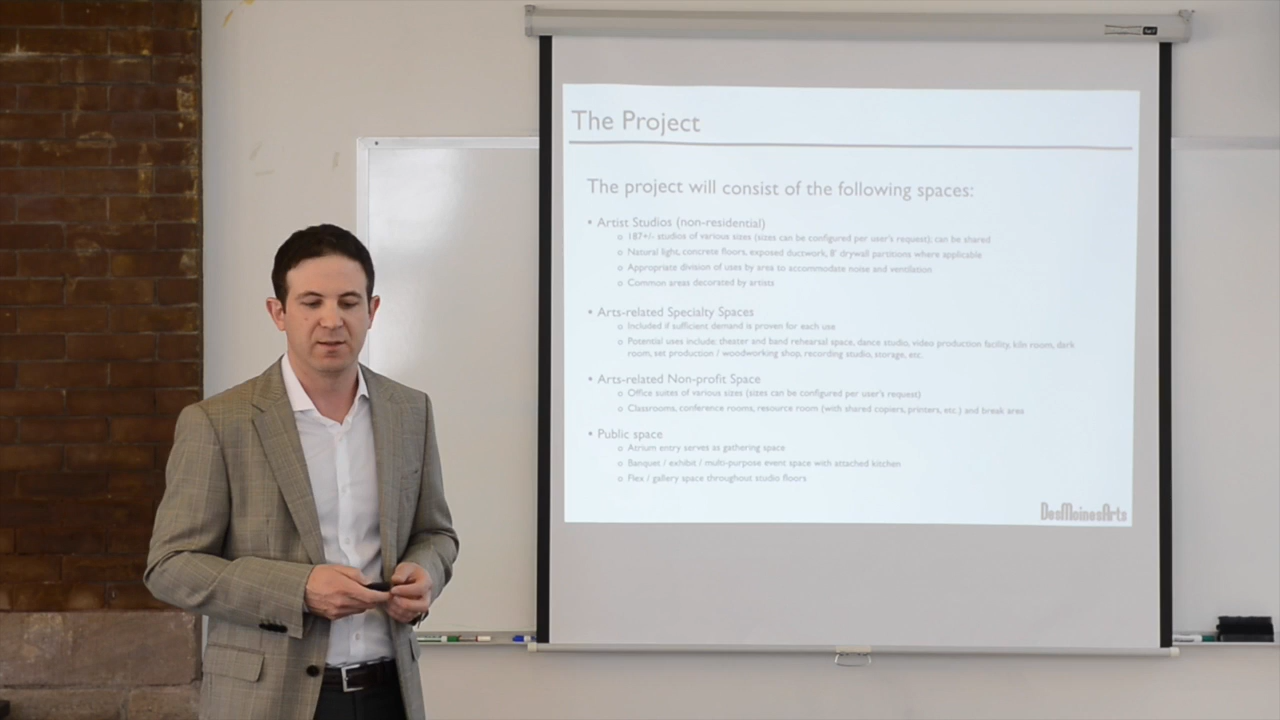 The Project
The project will consist of the following spaces:
• Artist Studios (non-residential)
o 187+/- studios of various sizes (sizes can be configured per user's request); can be shared
o Natural light, concrete floors, exposed ductwork, 8' drywall partitions where applicable
o Appropriate division of uses by area to accommodate noise and ventilation
o Common areas decorated by artists
• Arts-related Specialty Spaces
o Included if sufficient demand is proven for each use
o Potential uses include: theater and band rehearsal space, dance studio, video production facility, kiln room, dark
room, set production / woodworking shop, recording studio, storage, etc.
• Arts-related Non-profit Space
o Office suites of various sizes (sizes can be configured per user's request)
o Classrooms, conference rooms, resource room (with shared copiers, printers, etc.) and break area
• Public space
o Atrium entry serves as gathering space
o Banquet / exhibit / multi-purpose event space with attached kitchen
o Flex / gallery space throughout studio floors
DesMoinesArts